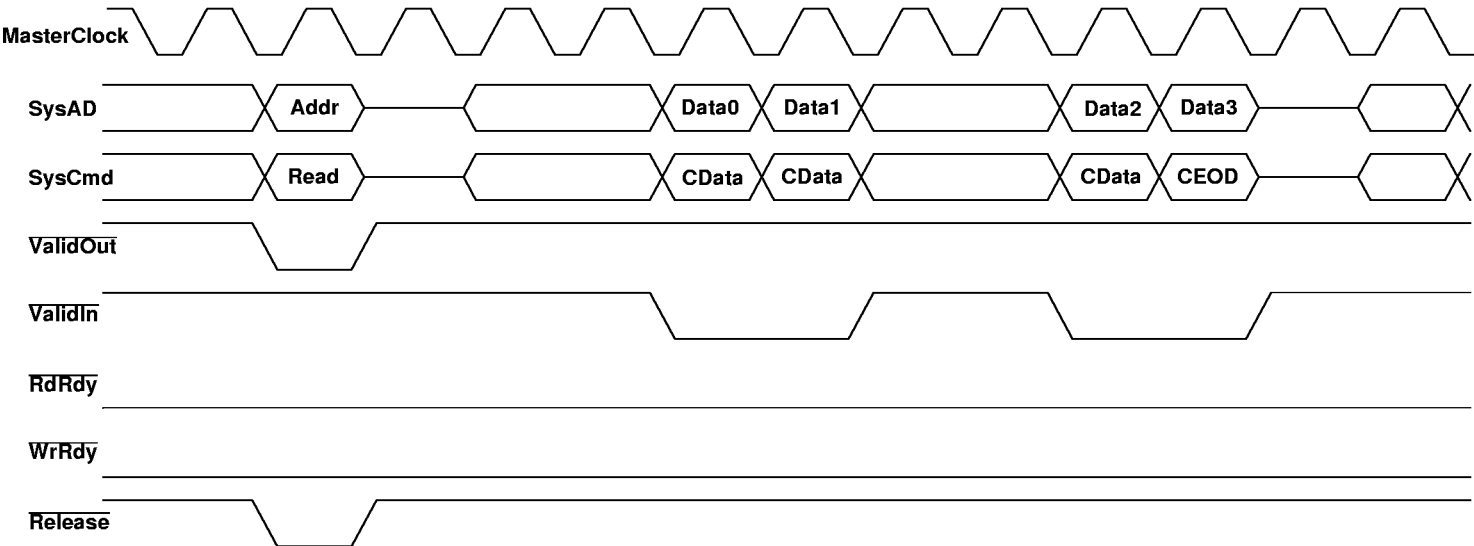 MasterClock
SysAD Addr Data0 Data1 Data2 Data3
SysCmd Read CData CData CData CEOD
ValidOut
ValidIn
RdRdy
WrRdy
Release